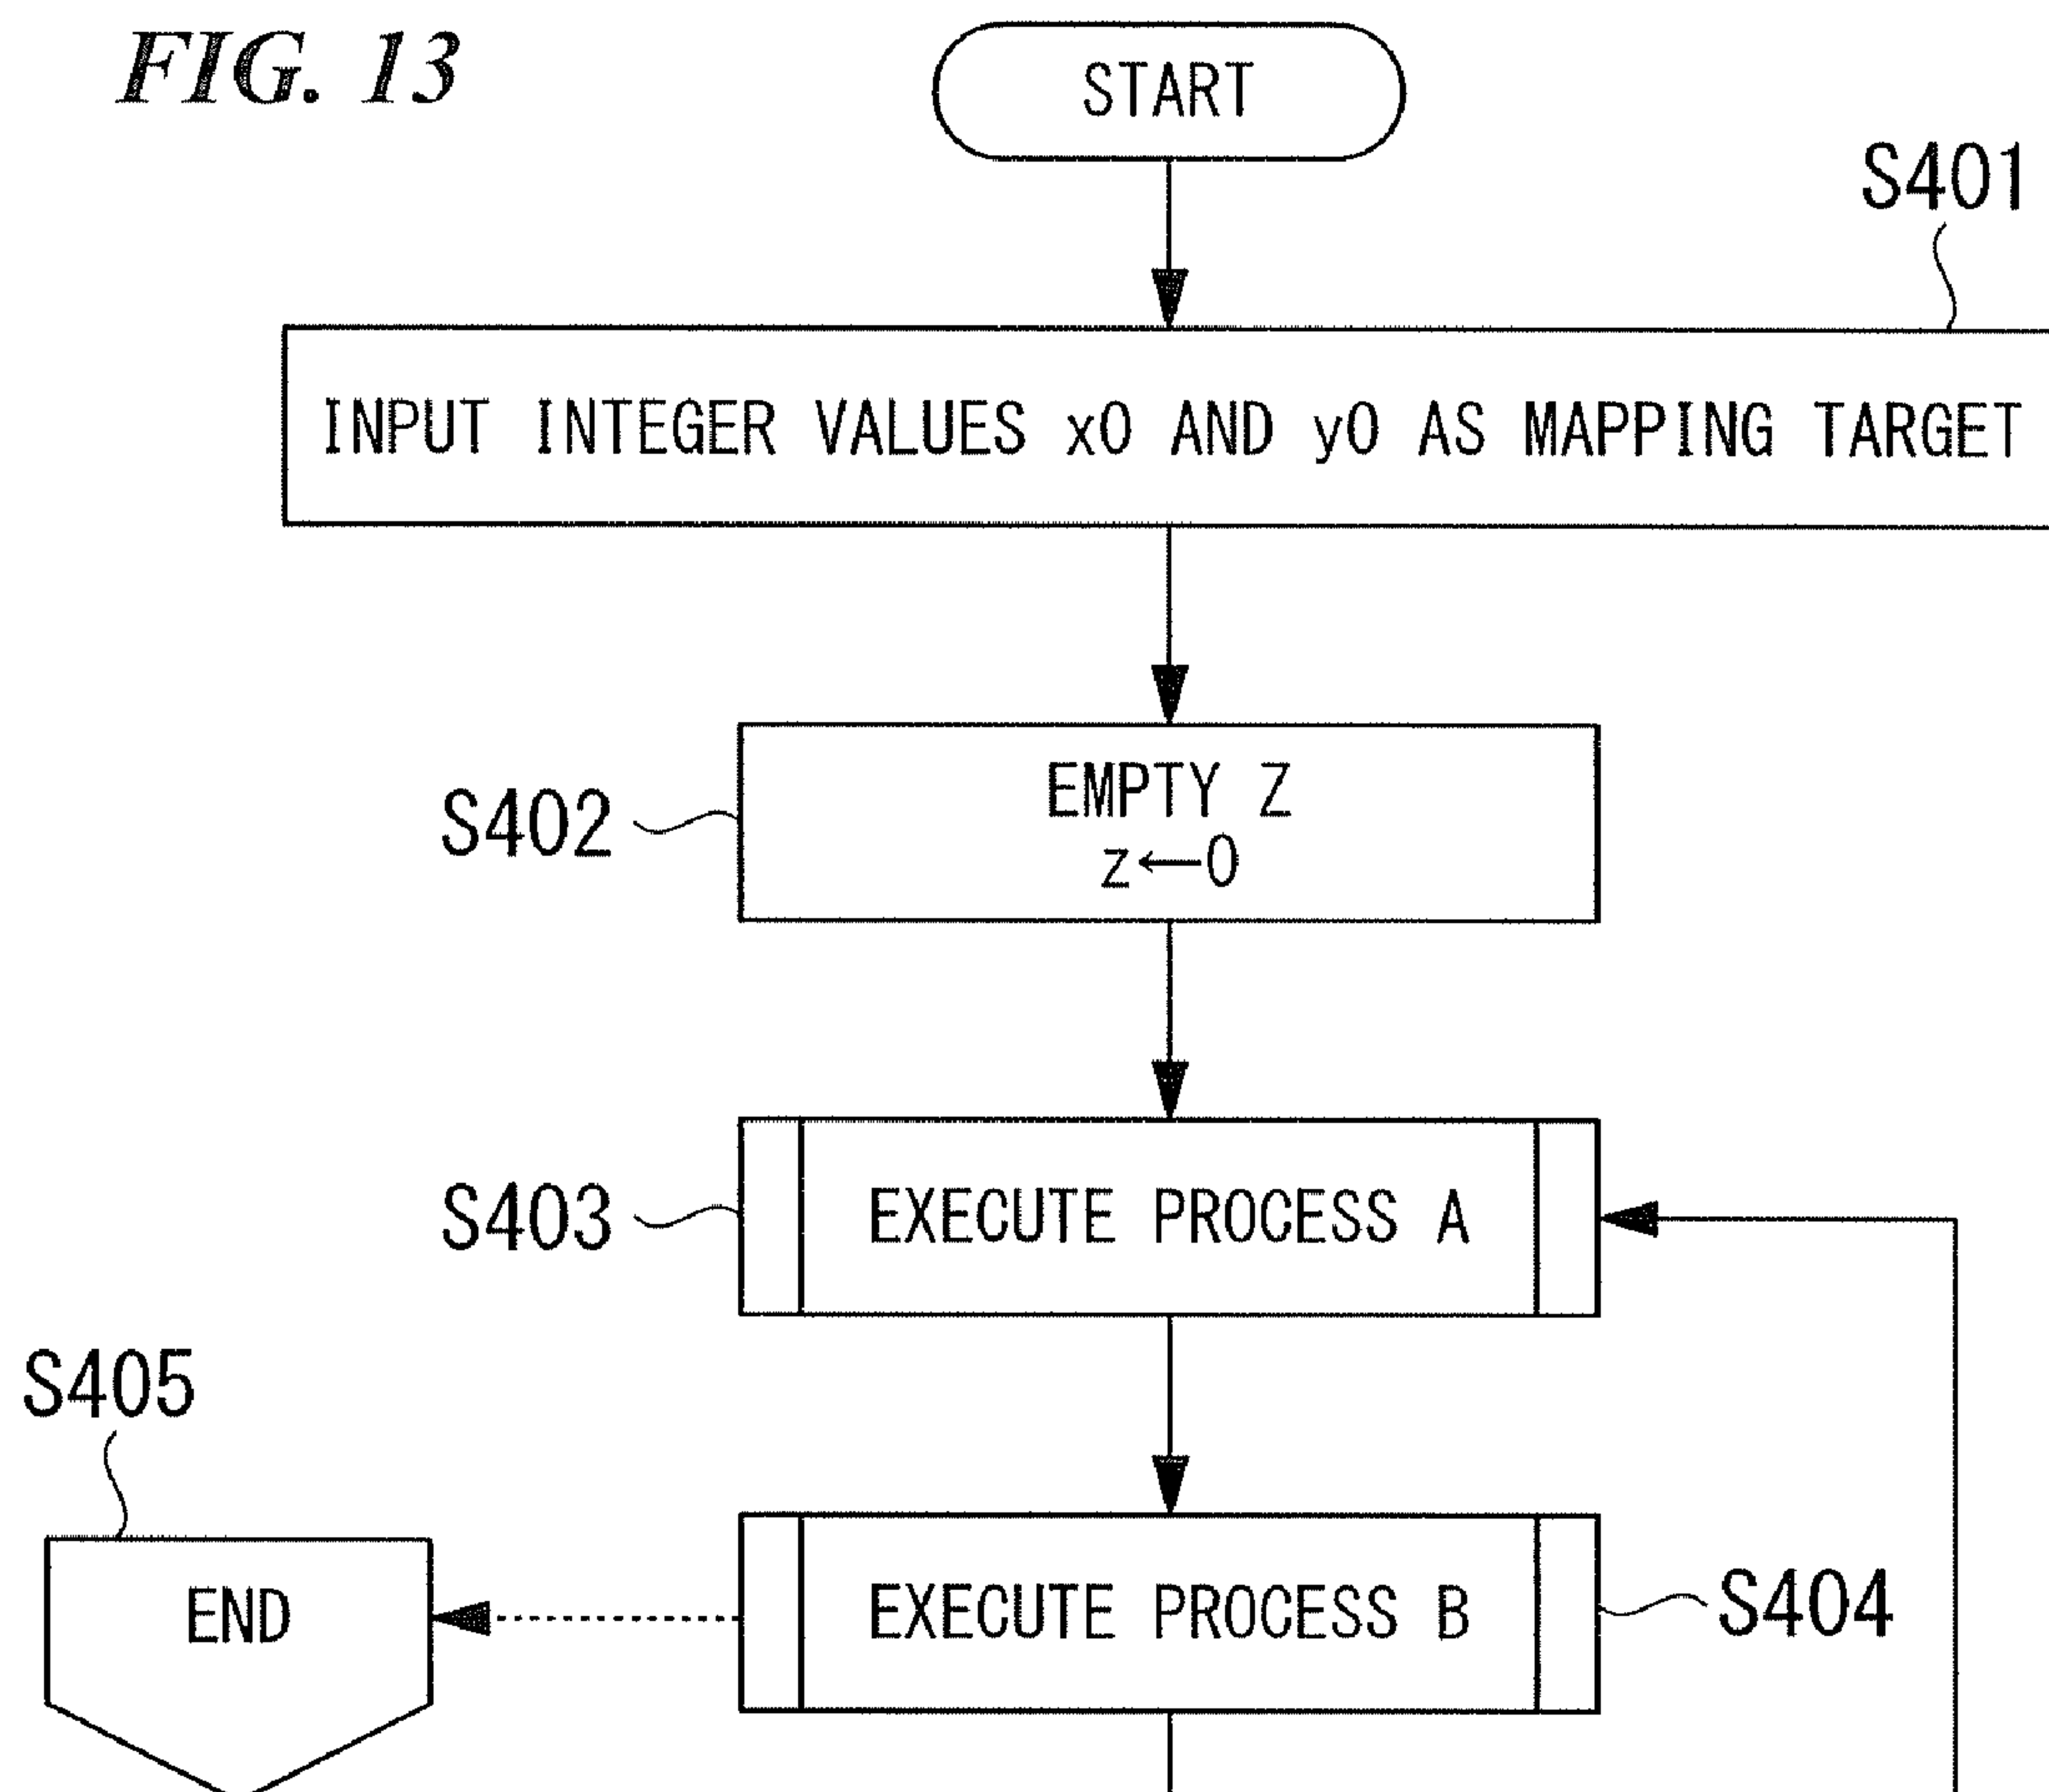 FIG. 13
START
S401
INPUT INTEGER VALUES x0 AND y0 AS MAPPING TARGET
S402
EMPTY Z
z←0
S403
EXECUTE PROCESS A
S405
END
EXECUTE PROCESS B
S404